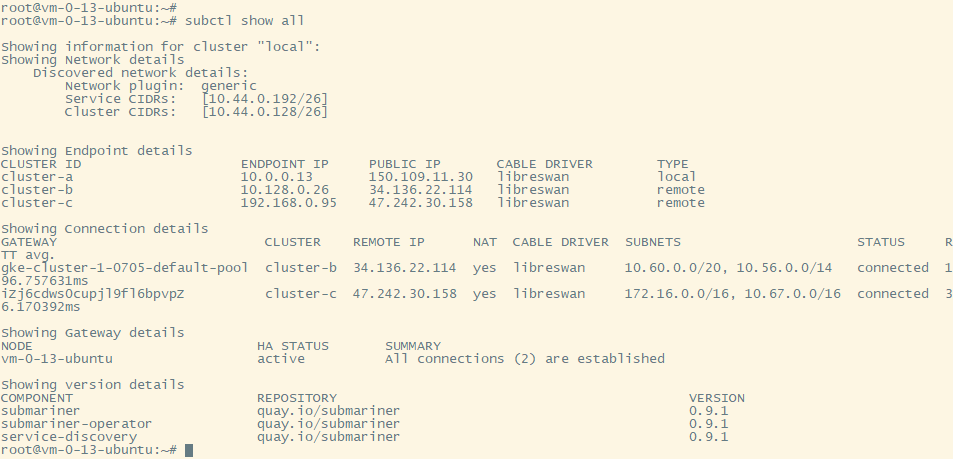 root@vm-0-13-ubuntu:~#
root@vm-0-13-ubuntu:~# subctl show all
Showing information for cluster "local":
Showing Network details
    Discovered network details:
        Network plugin:  generic
        Service CIDRs:   [10.44.0.192/26]
        Cluster CIDRs:   [10.44.0.128/26]
Showing Endpoint details
CLUSTER ID                    ENDPOINT IP     PUBLIC IP       CABLE DRIVER        TYPE
cluster-a                     10.0.0.13       150.109.11.30   libreswan           local
cluster-b                     10.128.0.26     34.136.22.114   libreswan           remote
cluster-c                     192.168.0.95    47.242.30.158   libreswan           remote
Showing Connection details
GATEWAY                          CLUSTER    REMOTE IP      NAT  CABLE DRIVER  SUBNETS                      STATUS     R
TT avg.
gke-cluster-1-0705-default-pool  cluster-b  34.136.22.114  yes  libreswan     10.60.0.0/20, 10.56.0.0/14   connected  1
96.757631ms
iZj6cdws0cupjl9fl6bpvpZ          cluster-c  47.242.30.158  yes  libreswan     172.16.0.0/16, 10.67.0.0/16  connected  3
6.170392ms
Showing Gateway details
NODE                            HA STATUS       SUMMARY
vm-0-13-ubuntu                  active          All connections (2) are established
Showing version details
COMPONENT                       REPOSITORY                                            VERSION
submariner                      quay.io/submariner                                    0.9.1
submariner-operator             quay.io/submariner                                    0.9.1
service-discovery               quay.io/submariner                                    0.9.1
root@vm-0-13-ubuntu:~#